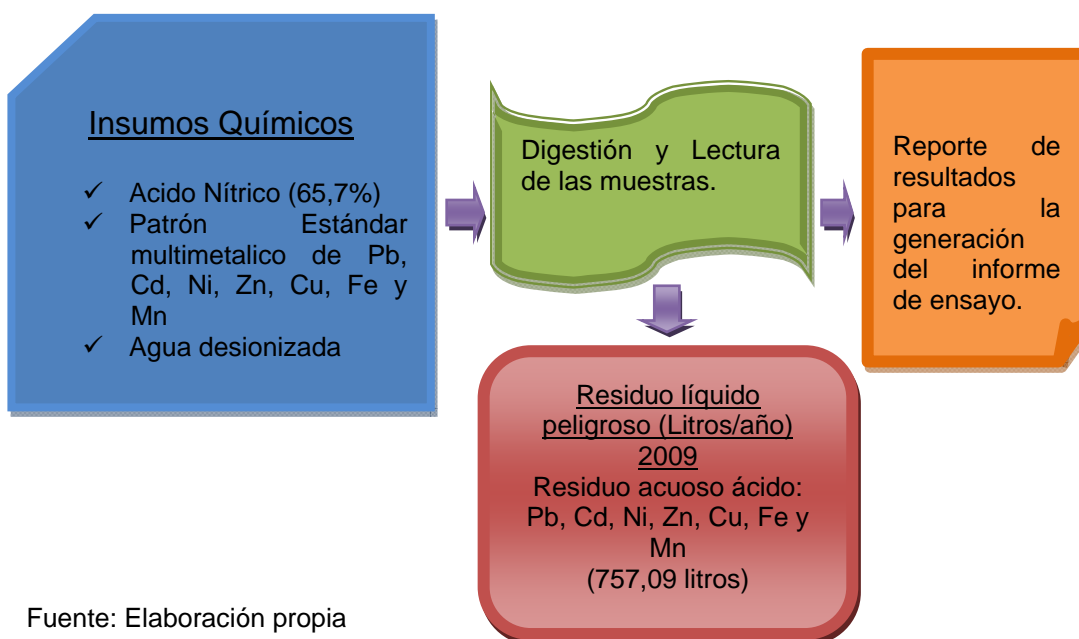 Insumos Químicos
✓ Acido Nítrico (65,7%)
✓ Patrón Estándar
multimetalico de Pb,
Cd, Ni, Zn, Cu, Fe y
Mn
✓ Agua desionizada
Digestión y Lectura
de las muestras.
Reporte de
resultados
para la
generación
del informe
de ensayo.
Residuo líquido
peligroso (Litros/año)
2009
Residuo acuoso ácido:
Pb, Cd, Ni, Zn, Cu, Fe y
Mn
(757,09 litros)
Fuente: Elaboración propia